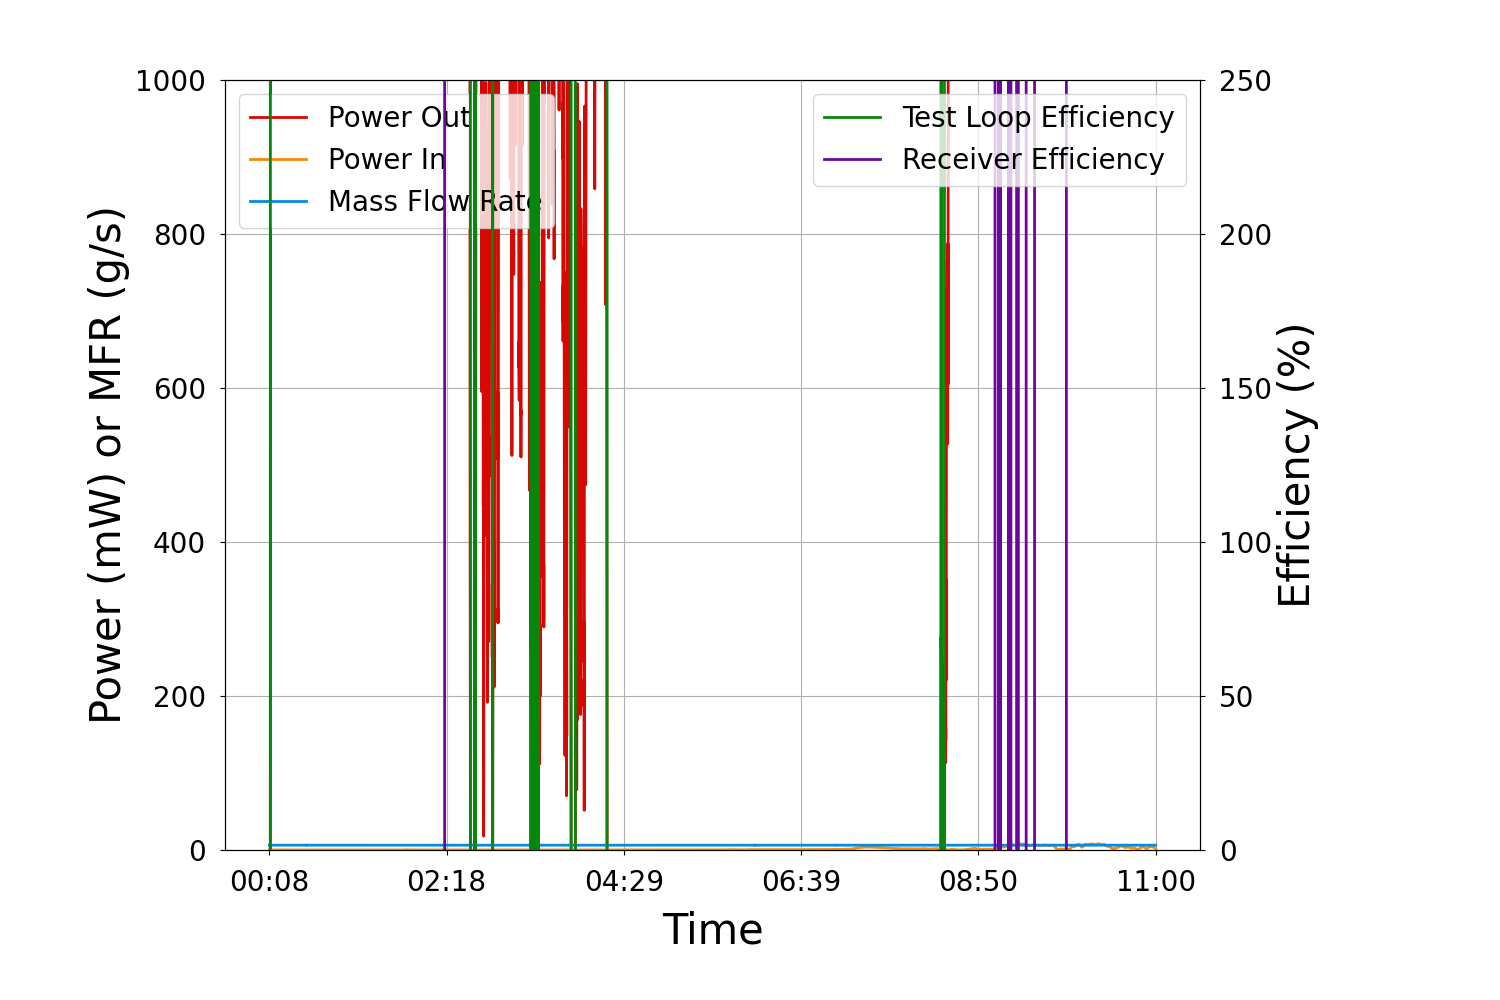 1000
800
600
400
200
0
Power (mW) or MFR (g/s)
Power Out
Power In
Mass Flow Rate
Test Loop Efficiency
Receiver Efficiency
250
200
150
100
50
0
Efficiency (%)
00:08 02:18 04:29 06:39 08:50 11:00
Time